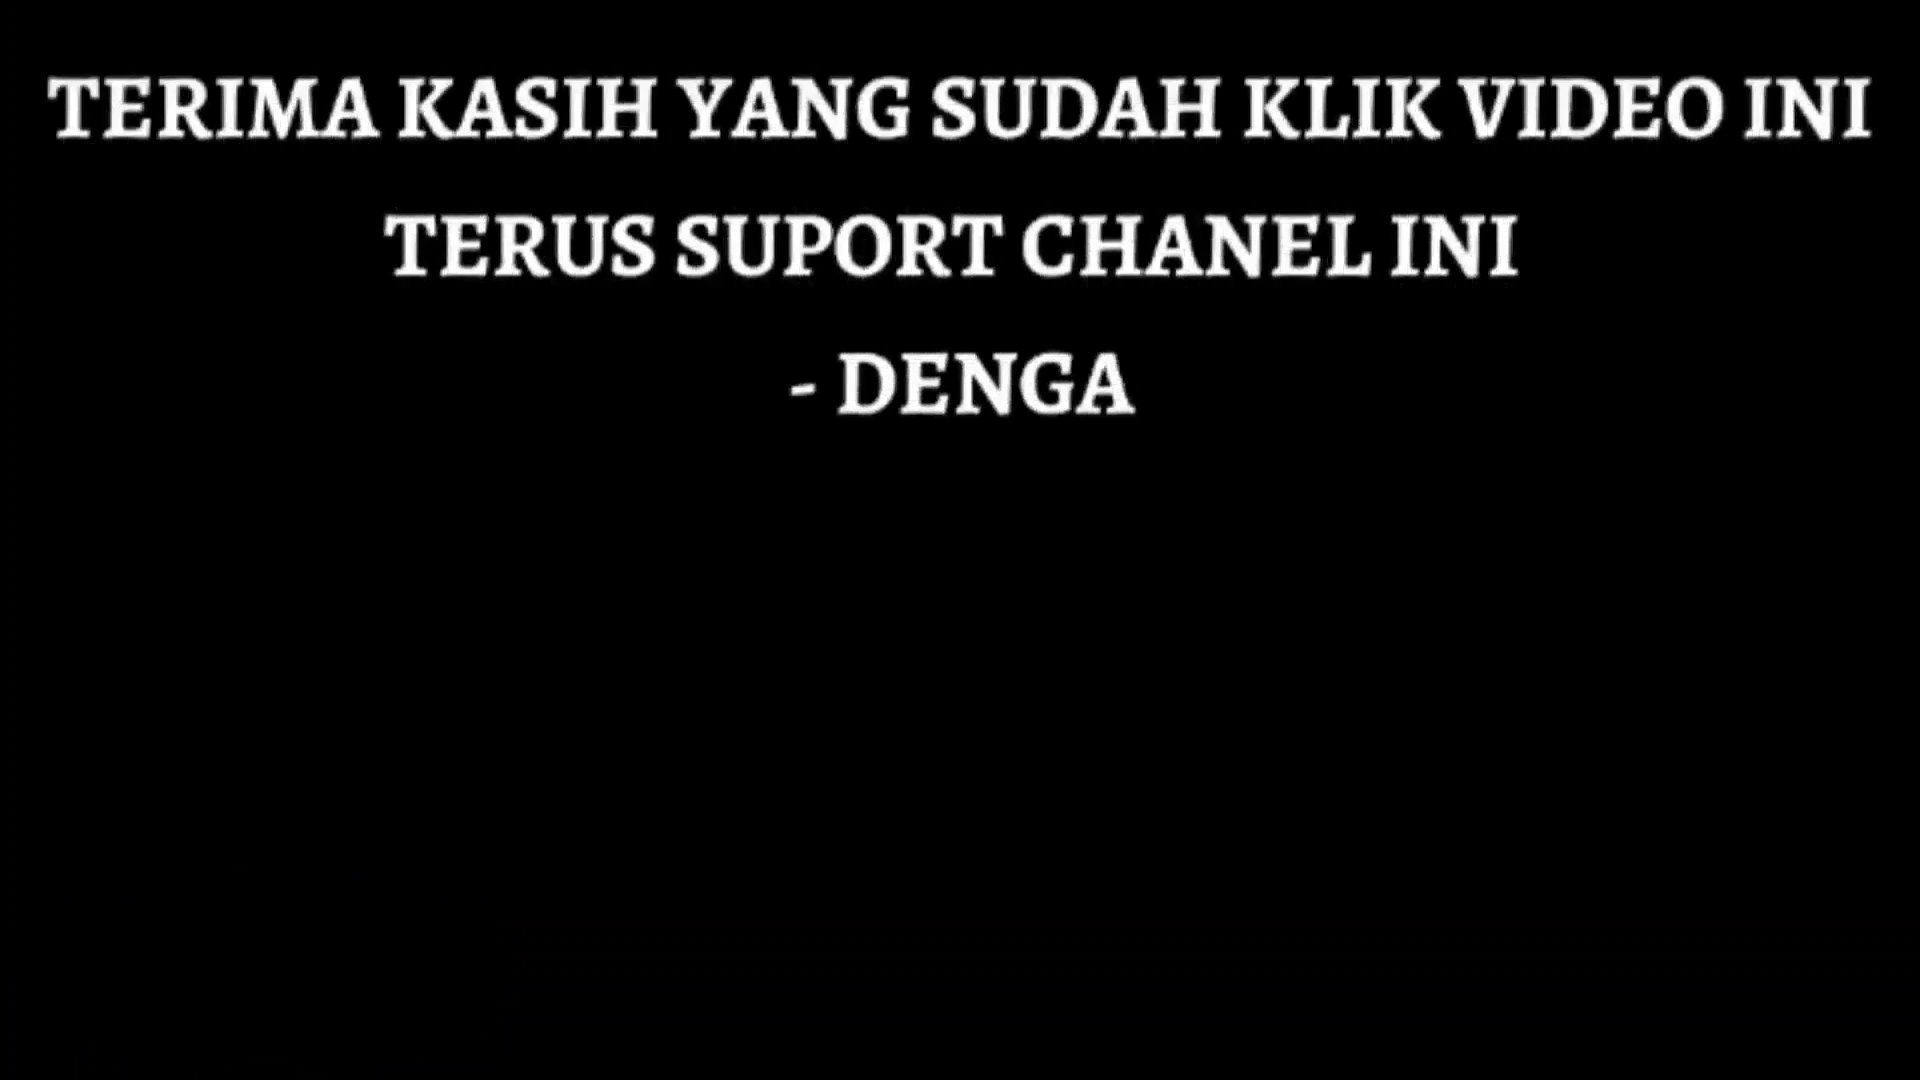 TERIMA KASIH YANG SUDAH KLIK VIDEO INI
TERUS SUPORT CHANEL INI
- DENGA